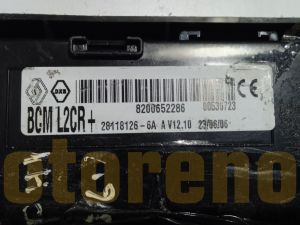 8200652286
00536723
BCM L2CR+
28118126-6A A V12,10 23/06/06
otoreno